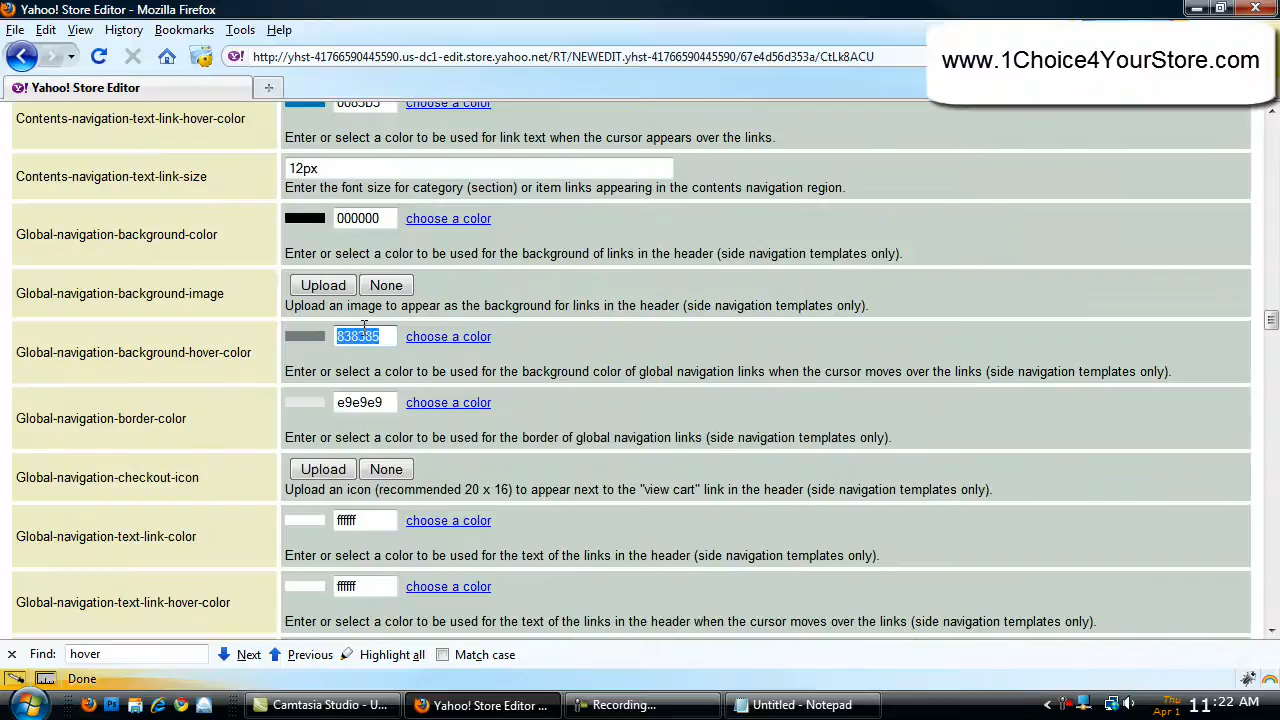 Yahoo! Store Editor - Mozilla Firefox
File Edit View History Bookmarks Tools Help
http://yhst-41766590445590.us-dc1-edit.store.yahoo.net/RT/NEWEDIT.yhst-41766590445590/67e4d56d353a/CtLk8ACU
www.1Choice4YourStore.com
Yahoo! Store Editor
Contents-navigation-text-link-hover-color
0083B5 choose a color
Enter or select a color to be used for link text when the cursor appears over the links.
Contents-navigation-text-link-size
12px
Enter the font size for category (section) or item links appearing in the contents navigation region.
Global-navigation-background-color
000000 choose a color
Enter or select a color to be used for the background of links in the header (side navigation templates only).
Global-navigation-background-image
Upload None
Upload an image to appear as the background for links in the header (side navigation templates only).
Global-navigation-background-hover-color
838385 choose a color
Enter or select a color to be used for the background color of global navigation links when the cursor moves over the links (side navigation templates only).
Global-navigation-border-color
e9e9e9 choose a color
Enter or select a color to be used for the border of global navigation links (side navigation templates only).
Global-navigation-checkout-icon
Upload None
Upload an icon (recommended 20 x 16) to appear next to the "view cart" link in the header (side navigation templates only).
Global-navigation-text-link-color
ffffff choose a color
Enter or select a color to be used for the text of the links in the header (side navigation templates only).
Global-navigation-text-link-hover-color
ffffff choose a color
Enter or select a color to be used for the text of the links in the header when the cursor moves over the links (side navigation templates only).
Find: hover Next Previous Highlight all Match case
Done
Camtasia Studio - U... Yahoo! Store Editor ... Recording... Untitled - Notepad
Thu
Apr 1
11:22 AM